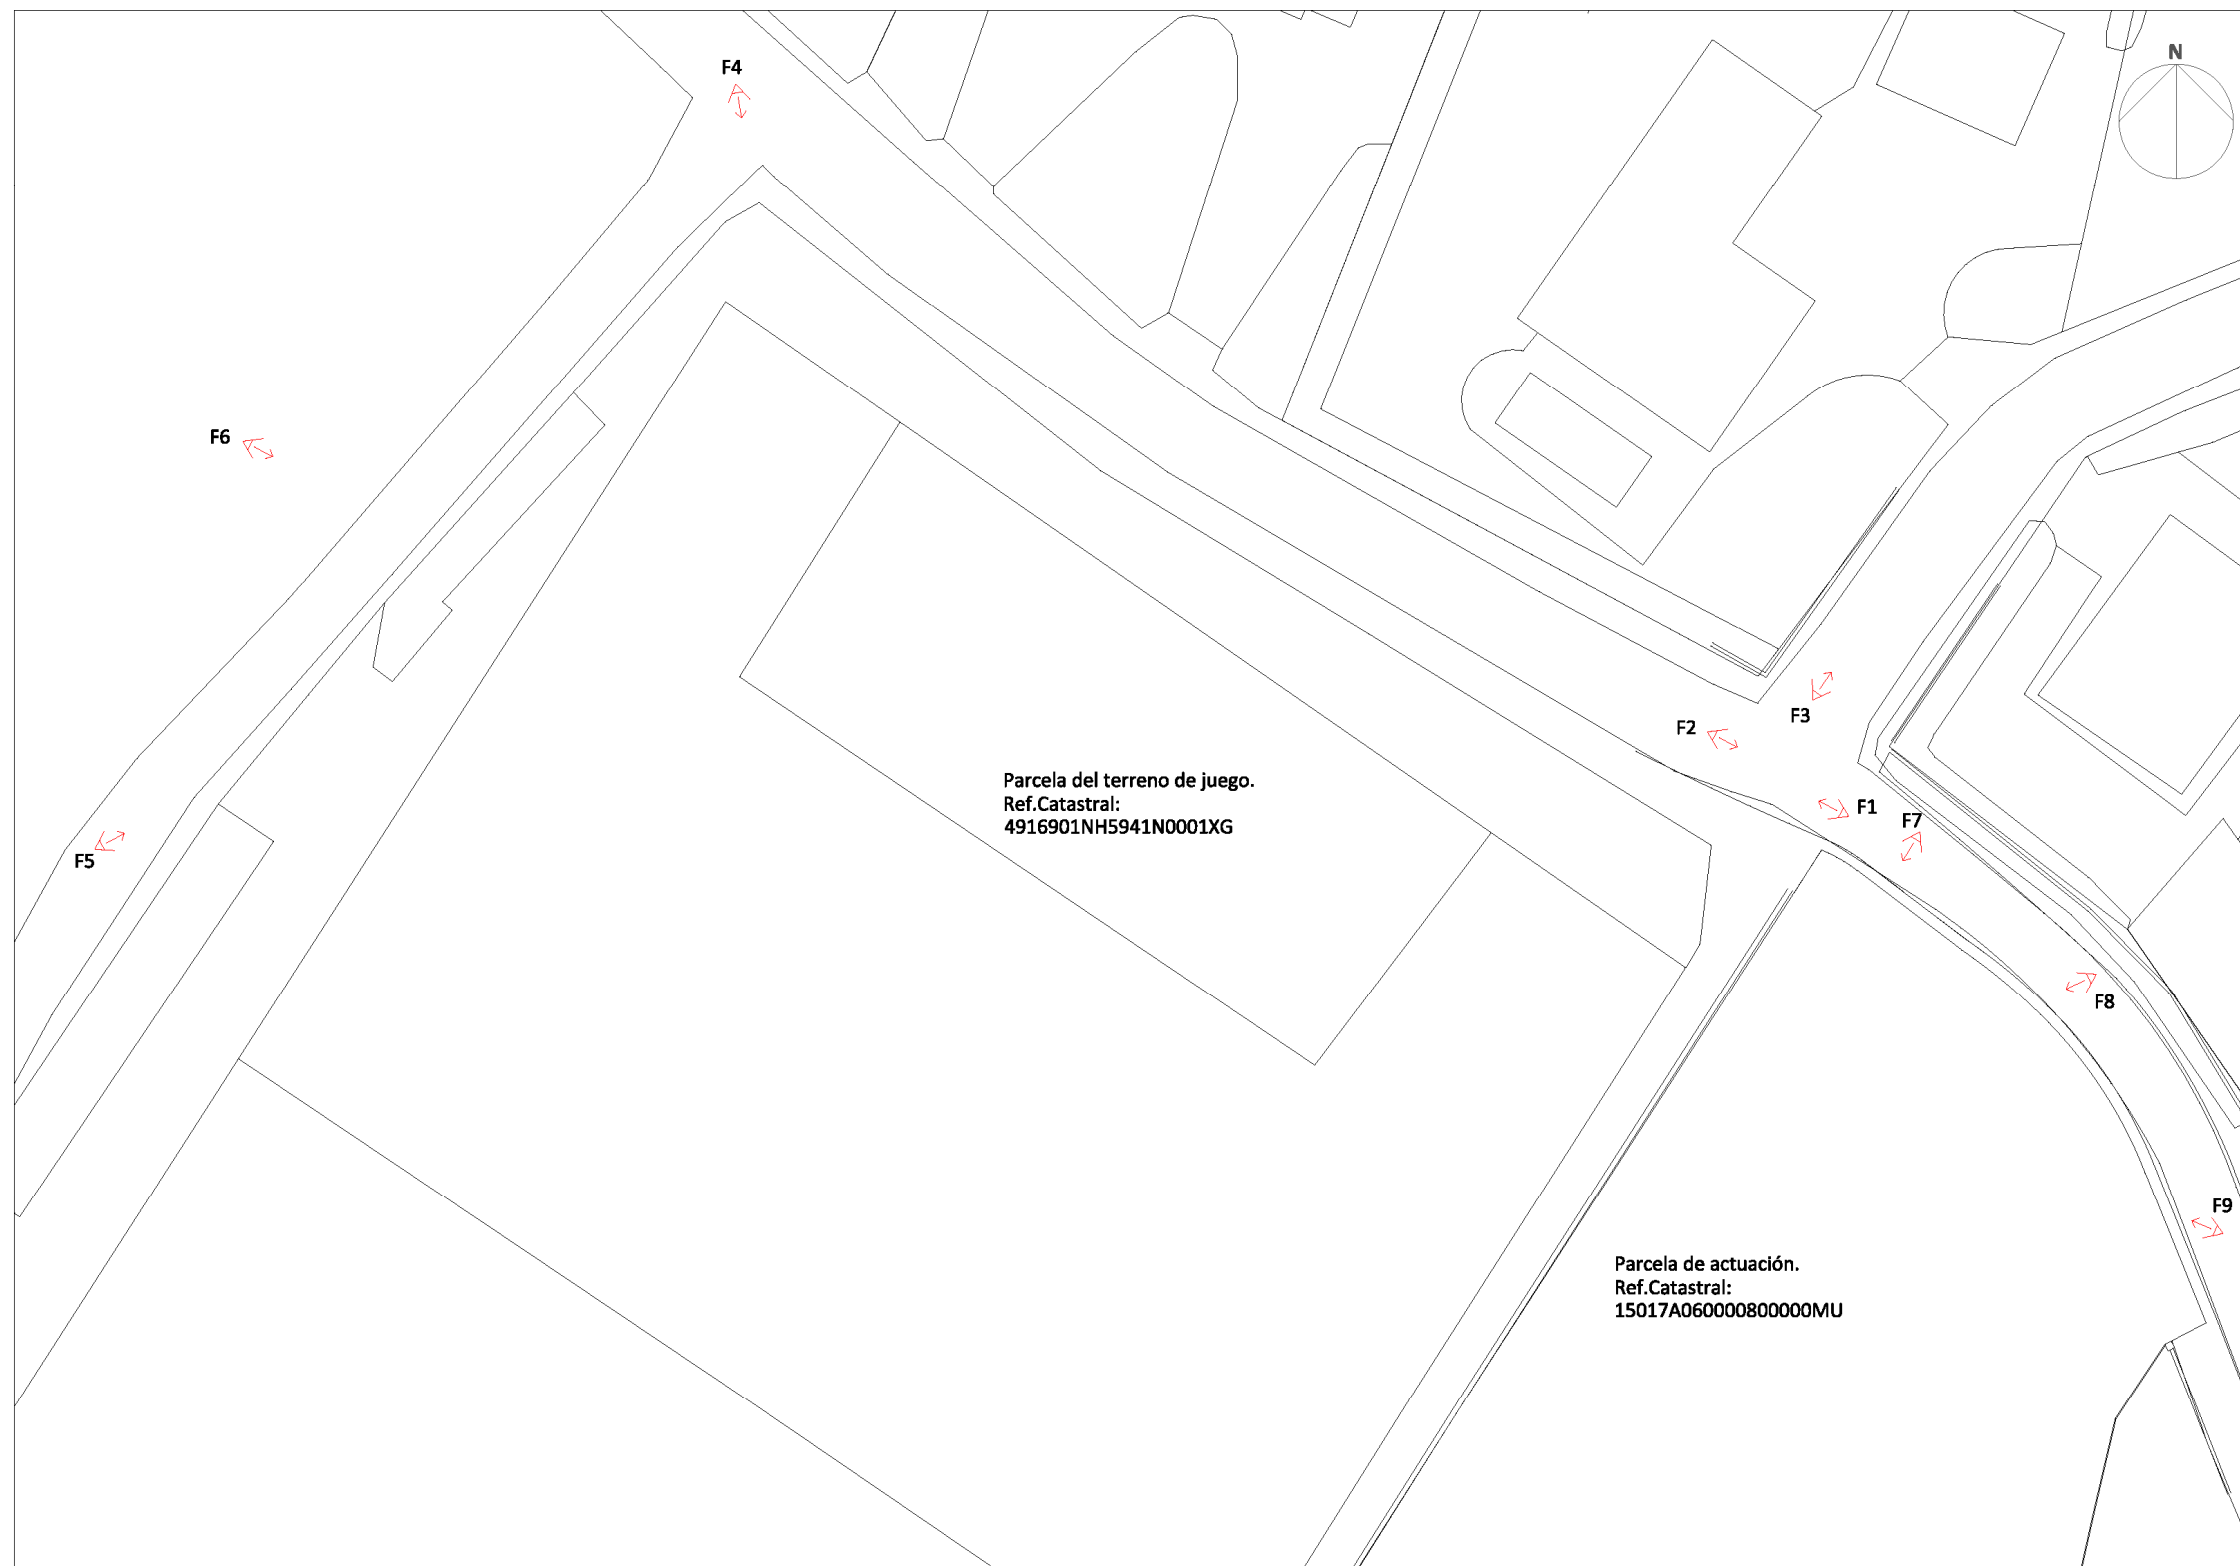 N
F4
F6
F3
F2
Parcela del terreno de juego.
Ref.Catastral:
4916901NH5941N0001XG
F1
F7
F5
F8
F9
Parcela de actuación.
Ref.Catastral:
15017A060000800000MU